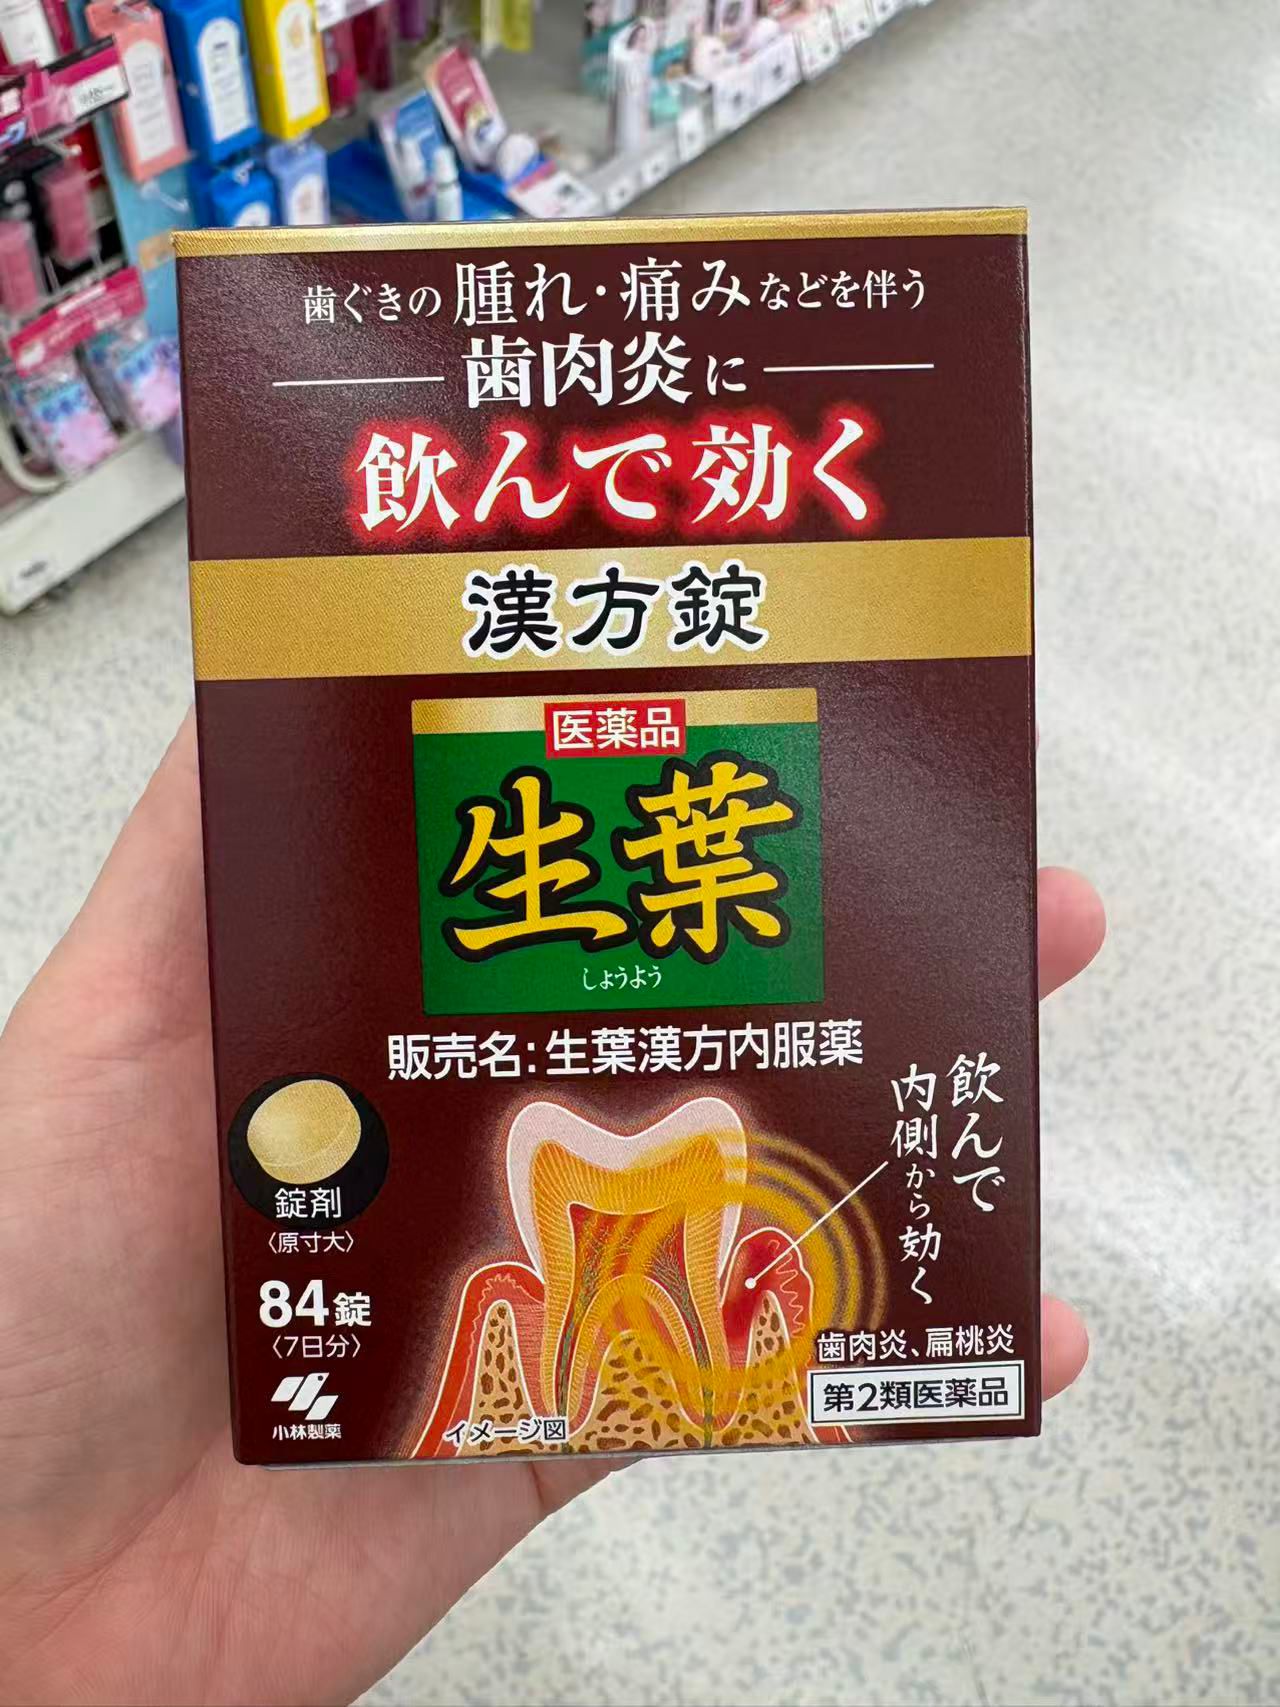 歯ぐきの腫れ・痛みなどを伴う
歯肉炎に
飲んで効く
漢方錠
医薬品
生葉
しょうよう
販売名:生葉漢方内服薬
飲んで
内側から効く
錠剤
〈原寸大〉
84錠
〈7日分〉
小林製薬
イメージ図
歯肉炎、扁桃炎
第2類医薬品